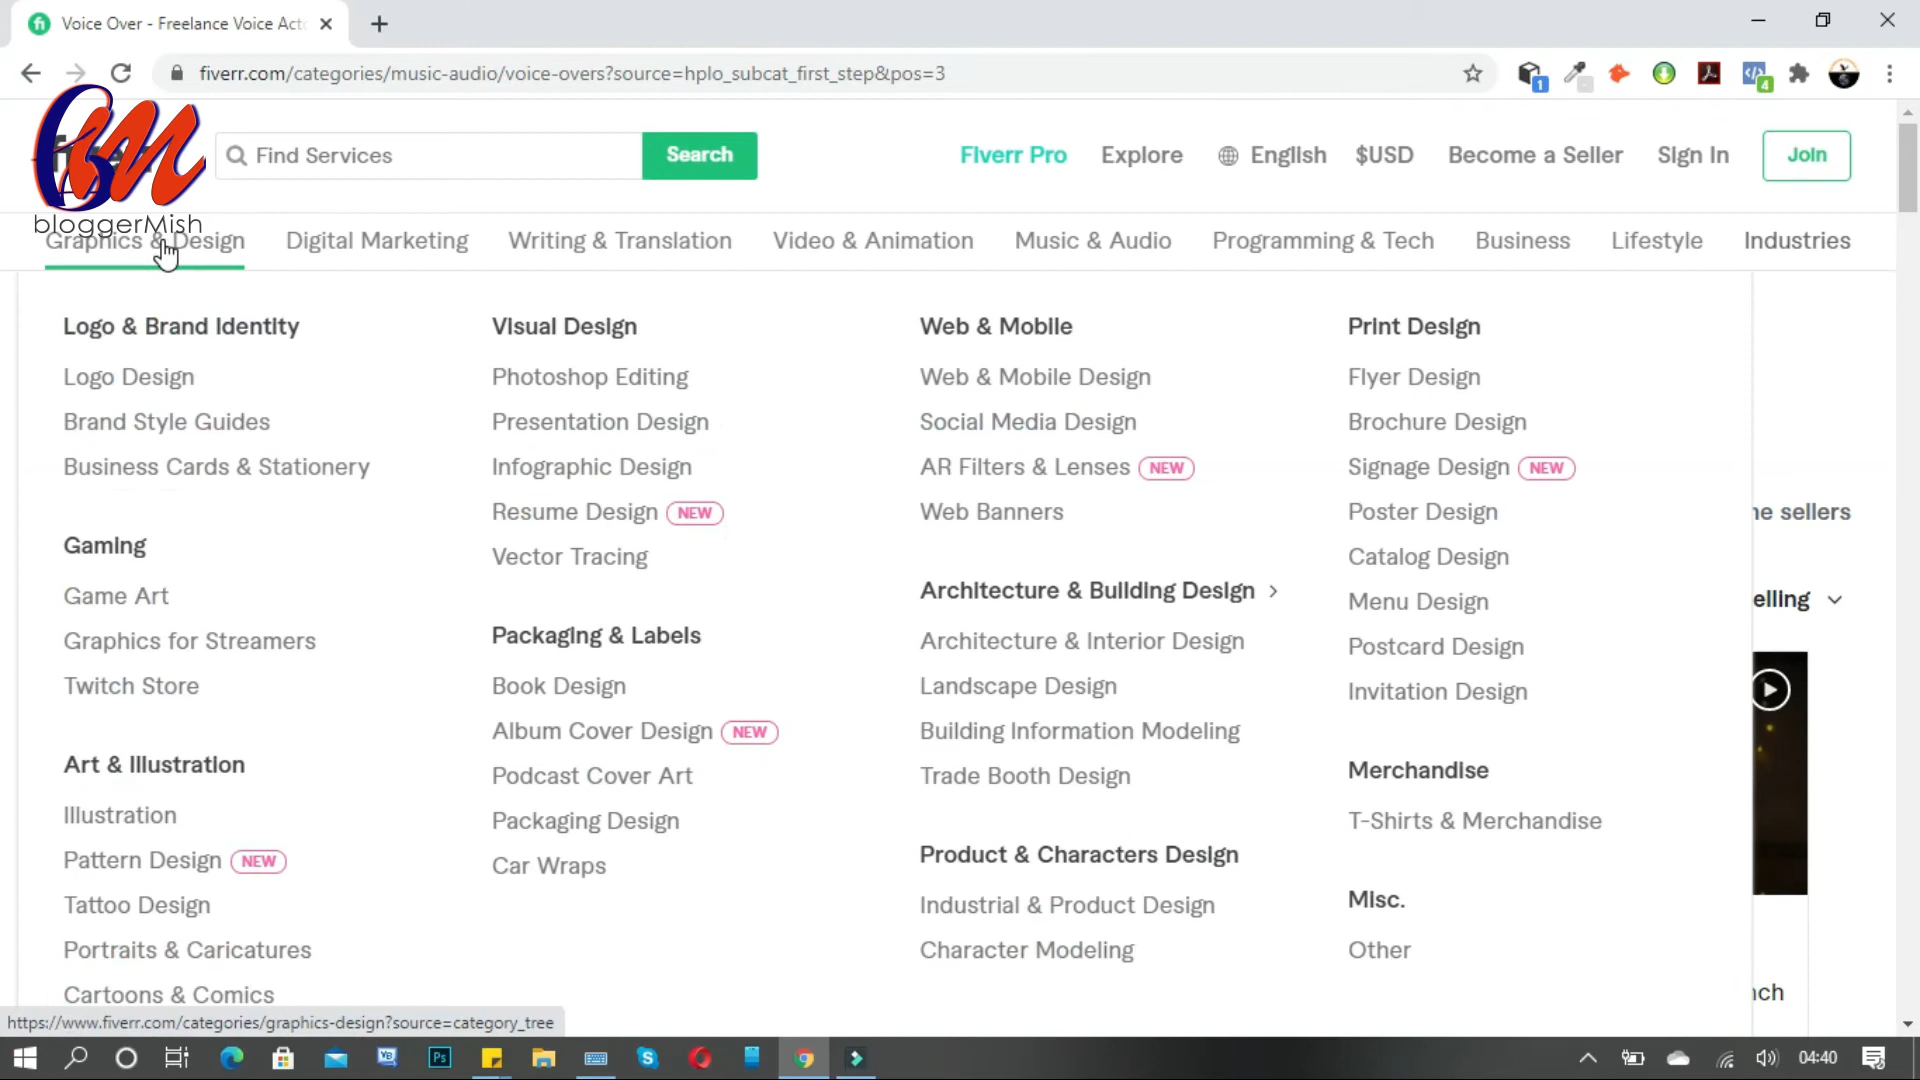 Voice Over - Freelance Voice Acto
fiverr.com/categories/music-audio/voice-overs?source=hplo_subcat_first_step&pos=3
1
4
bloggerMish
Find Services
Search
Fiverr Pro
Explore
English
$USD
Become a Seller
Sign In
Join
Graphics & Design
Digital Marketing
Writing & Translation
Video & Animation
Music & Audio
Programming & Tech
Business
Lifestyle
Industries
Logo & Brand Identity
Logo Design
Brand Style Guides
Business Cards & Stationery
Gaming
Game Art
Graphics for Streamers
Twitch Store
Art & Illustration
Illustration
Pattern Design NEW
Tattoo Design
Portraits & Caricatures
Cartoons & Comics
Visual Design
Photoshop Editing
Presentation Design
Infographic Design
Resume Design NEW
Vector Tracing
Packaging & Labels
Book Design
Album Cover Design NEW
Podcast Cover Art
Packaging Design
Car Wraps
Web & Mobile
Web & Mobile Design
Social Media Design
AR Filters & Lenses NEW
Web Banners
Architecture & Building Design
Architecture & Interior Design
Landscape Design
Building Information Modeling
Trade Booth Design
Product & Characters Design
Industrial & Product Design
Character Modeling
Print Design
Flyer Design
Brochure Design
Signage Design NEW
Poster Design
Catalog Design
Menu Design
Postcard Design
Invitation Design
Merchandise
T-Shirts & Merchandise
Misc.
Other
ne sellers
elling
nch
https://www.fiverr.com/categories/graphics-design?source=category_tree
Ps
04:40